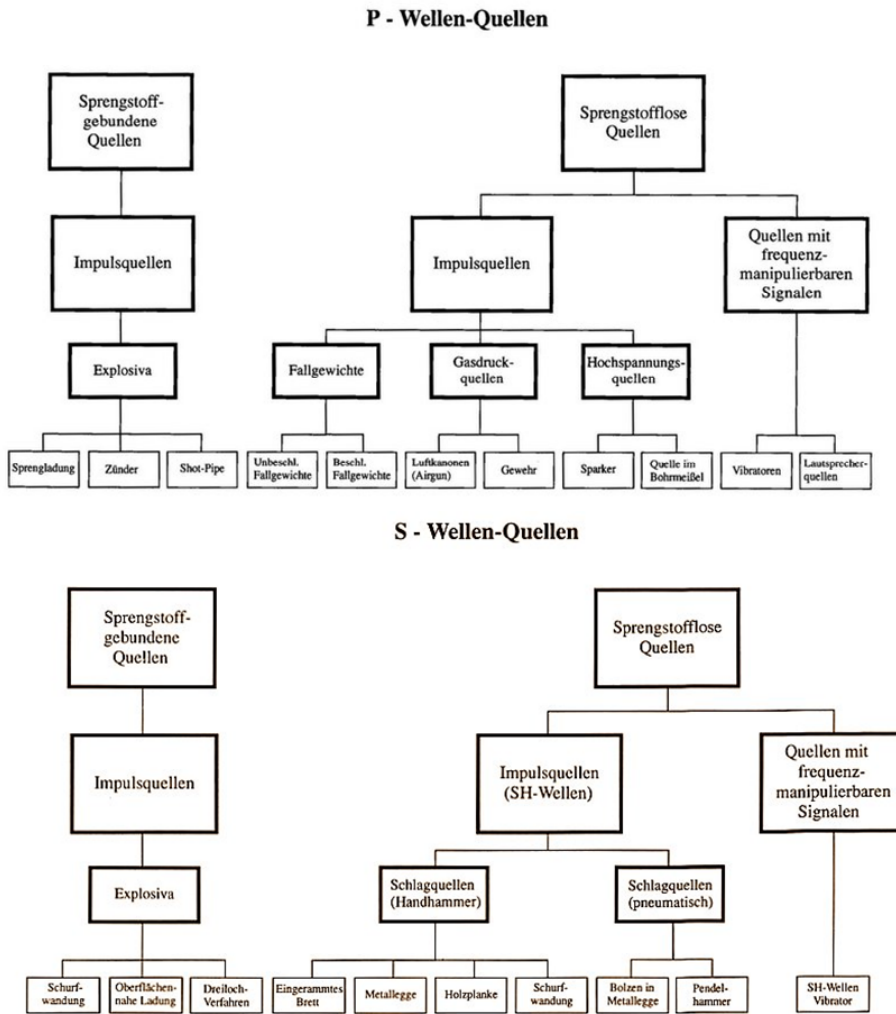 P - Wellen-Quellen
Sprengstoff-
gebundene
Quellen
Sprengstofflose
Quellen
Impulsquellen
Impulsquellen
Quellen mit
frequenz-
manipulierbaren
Signalen
Explosiva
Fallgewichte
Gasdruck-
quellen
Hochspannungs-
quellen
Sprengladung
Zünder
Shot-Pipe
Unbeschl.
Fallgewichte
Beschl.
Fallgewichte
Luftkanonen
(Airgun)
Gewehr
Sparker
Quelle im
Bohrmeißel
Vibratoren
Lautsprecher-
quellen
S - Wellen-Quellen
Sprengstoff-
gebundene
Quellen
Sprengstofflose
Quellen
Impulsquellen
Impulsquellen
(SH-Wellen)
Quellen mit
frequenz-
manipulierbaren
Signalen
Explosiva
Schlagquellen
(Handhammer)
Schlagquellen
(pneumatisch)
Schurf-
wandung
Oberflächen-
nahe Ladung
Dreiloch-
Verfahren
Eingerammtes
Brett
Metallegge
Holzplanke
Schurf-
wandung
Bolzen in
Metallegge
Pendel-
hammer
SH-Wellen
Vibrator